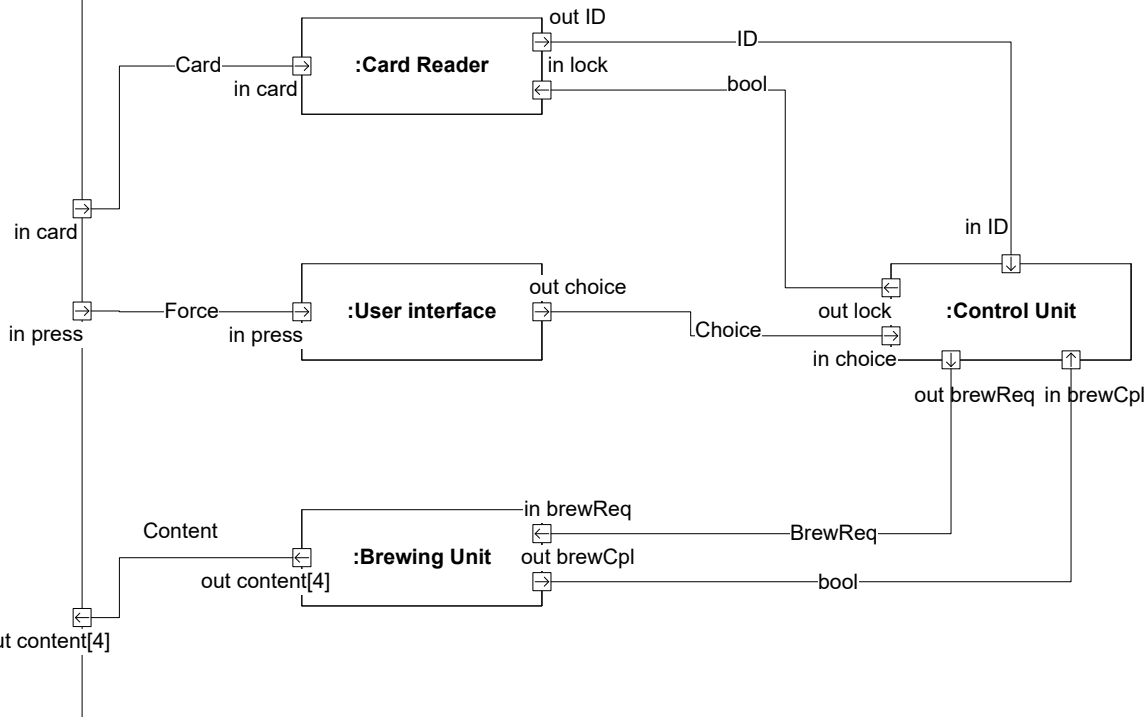 out ID
ID
Card
:Card Reader
in lock
in card
bool
in card
in ID
out choice
Force
:User interface
out lock
:Control Unit
in press
in press
Choice
in choice
out brewReq
in brewCpl
in brewReq
Content
BrewReq
:Brewing Unit
out brewCpl
out content[4]
bool
ut content[4]